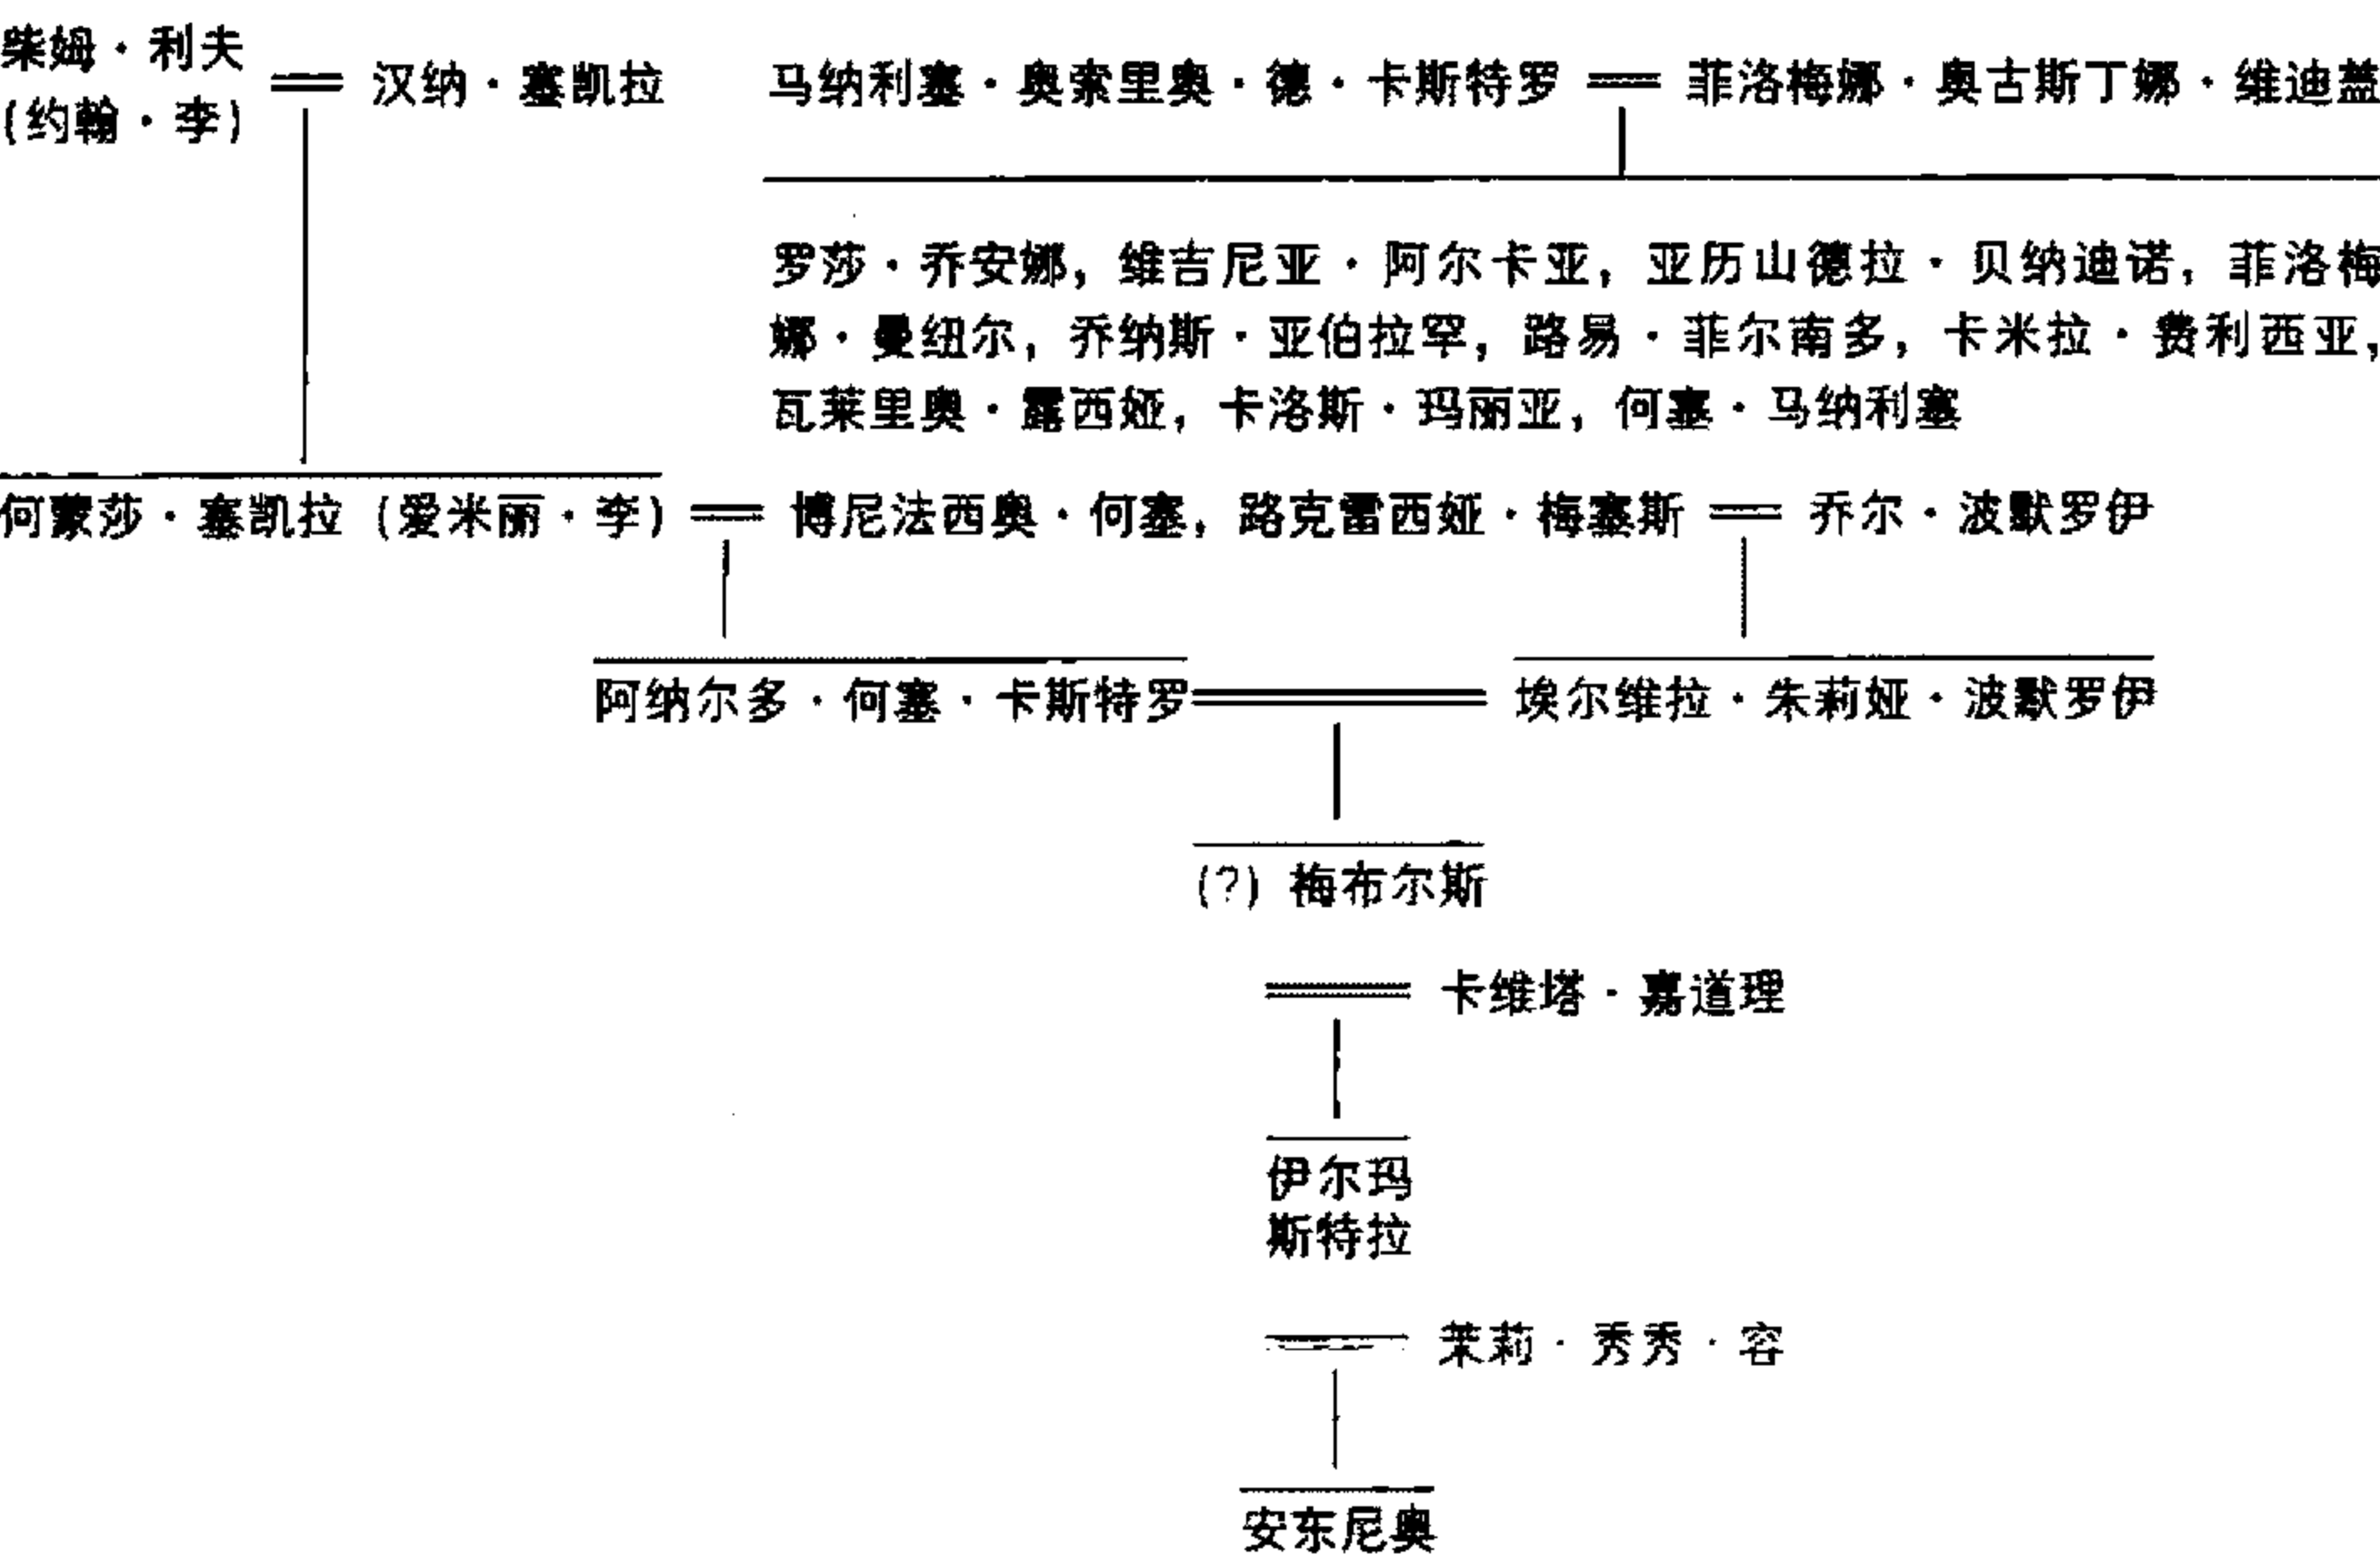 柴姆·利夫
(约翰·李)
汉纳·塞凯拉
马纳利塞·奥索里奥·德·卡斯特罗
菲洛梅娜·奥古斯丁娜·维迪盖
罗莎·乔安娜，维吉尼亚·阿尔卡亚，亚历山德拉·贝纳迪诺，菲洛梅
娜·曼纽尔，乔纳斯·亚伯拉罕，路易·菲尔南多，卡米拉·费利西亚，
瓦莱里奥·露西娅，卡洛斯·玛丽亚，何塞·马纳利塞
何蒙莎·塞凯拉（爱米丽·李）
博尼法西奥·何塞，路克雷西娅·梅塞斯
乔尔·波默罗伊
阿纳尔多·何塞·卡斯特罗
埃尔维拉·朱莉娅·波默罗伊
(?) 梅布尔斯
卡维塔·嘉道理
伊尔玛
斯特拉
茉莉·秀秀·容
安东尼奥